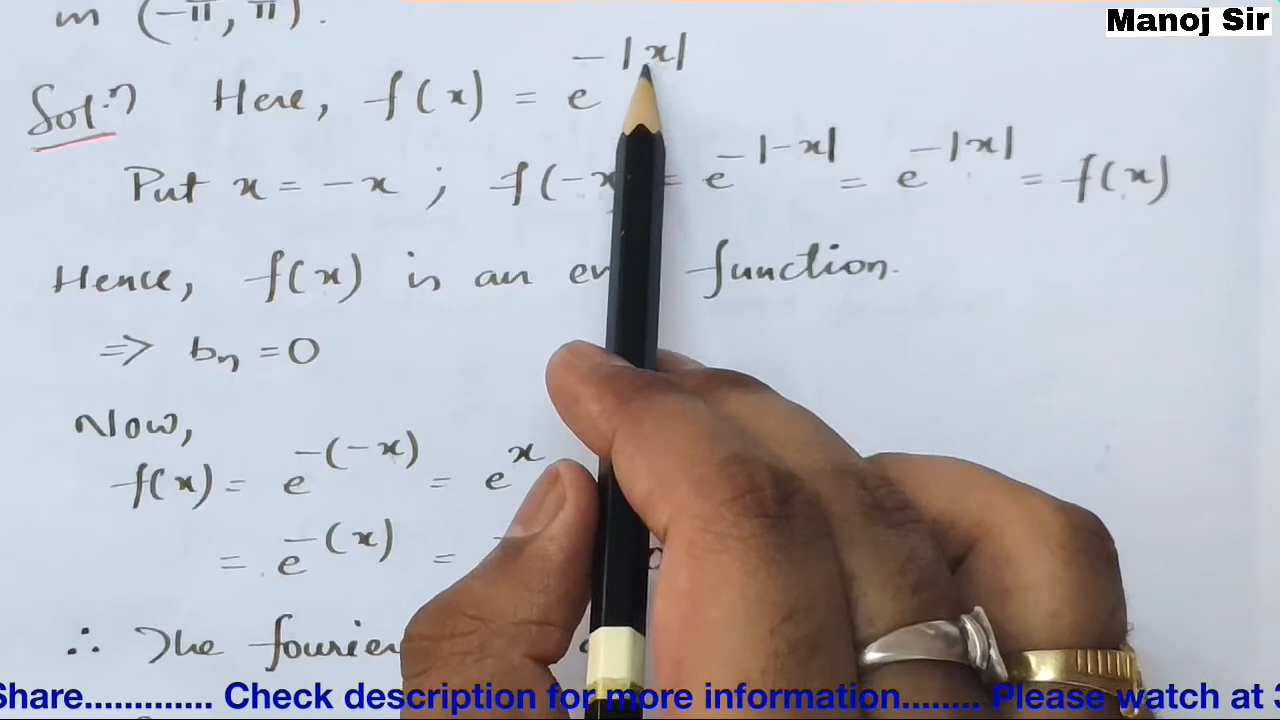 Manoj Sir
in (-π, π).
Sol.ⁿ Here, f(x) = e^{-|x|}
Put x = -x ; f(-x = e^{-|-x|} = e^{-|x|} = f(x)
Hence, f(x) is an function.
=> bₙ = 0
Now,
f(x) = e^{-(-x)} = e^x
= e^{-(x)} =
∴ The fourier
Share............. Check description for more information........ Please watch at